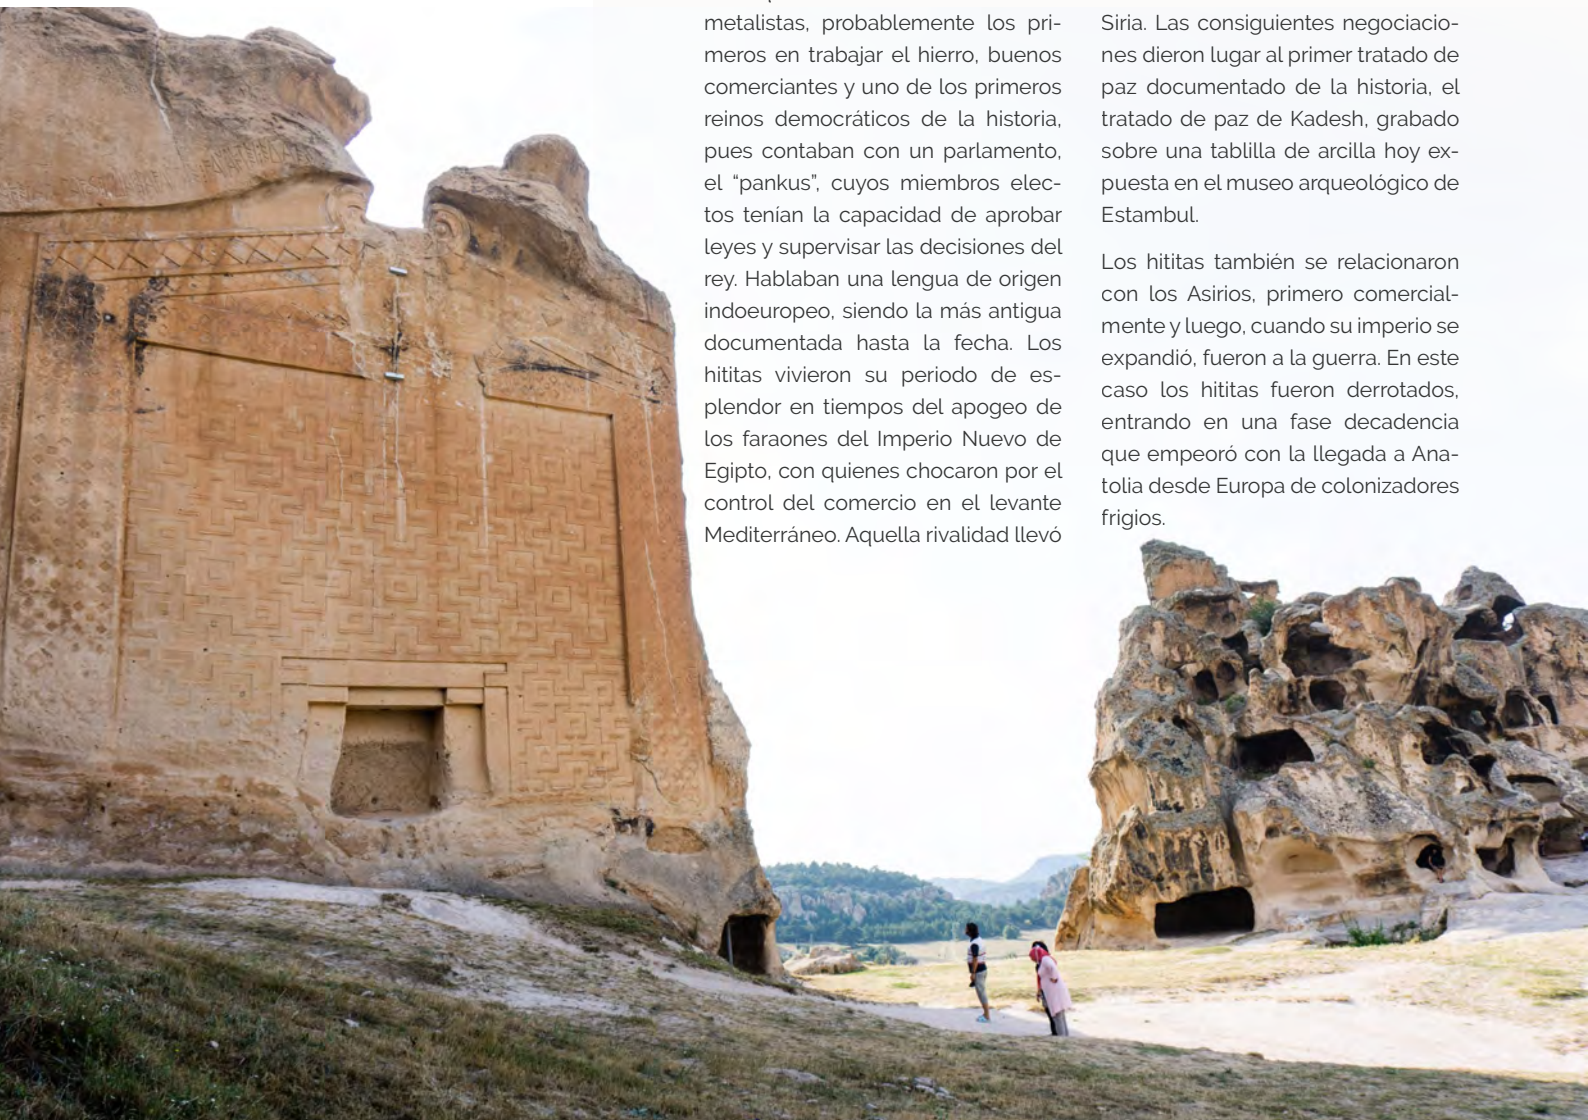 metalistas, probablemente los pri-
meros en trabajar el hierro, buenos
comerciantes y uno de los primeros
reinos democráticos de la historia,
pues contaban con un parlamento,
el “pankus”, cuyos miembros elec-
tos tenían la capacidad de aprobar
leyes y supervisar las decisiones del
rey. Hablaban una lengua de origen
indoeuropeo, siendo la más antigua
documentada hasta la fecha. Los
hititas vivieron su periodo de es-
plendor en tiempos del apogeo de
los faraones del Imperio Nuevo de
Egipto, con quienes chocaron por el
control del comercio en el levante
Mediterráneo. Aquella rivalidad llevó
Siria. Las consiguientes negociacio-
nes dieron lugar al primer tratado de
paz documentado de la historia, el
tratado de paz de Kadesh, grabado
sobre una tablilla de arcilla hoy ex-
puesta en el museo arqueológico de
Estambul.
Los hititas también se relacionaron
con los Asirios, primero comercial-
mente y luego, cuando su imperio se
expandió, fueron a la guerra. En este
caso los hititas fueron derrotados,
entrando en una fase decadencia
que empeoró con la llegada a Ana-
tolia desde Europa de colonizadores
frigios.